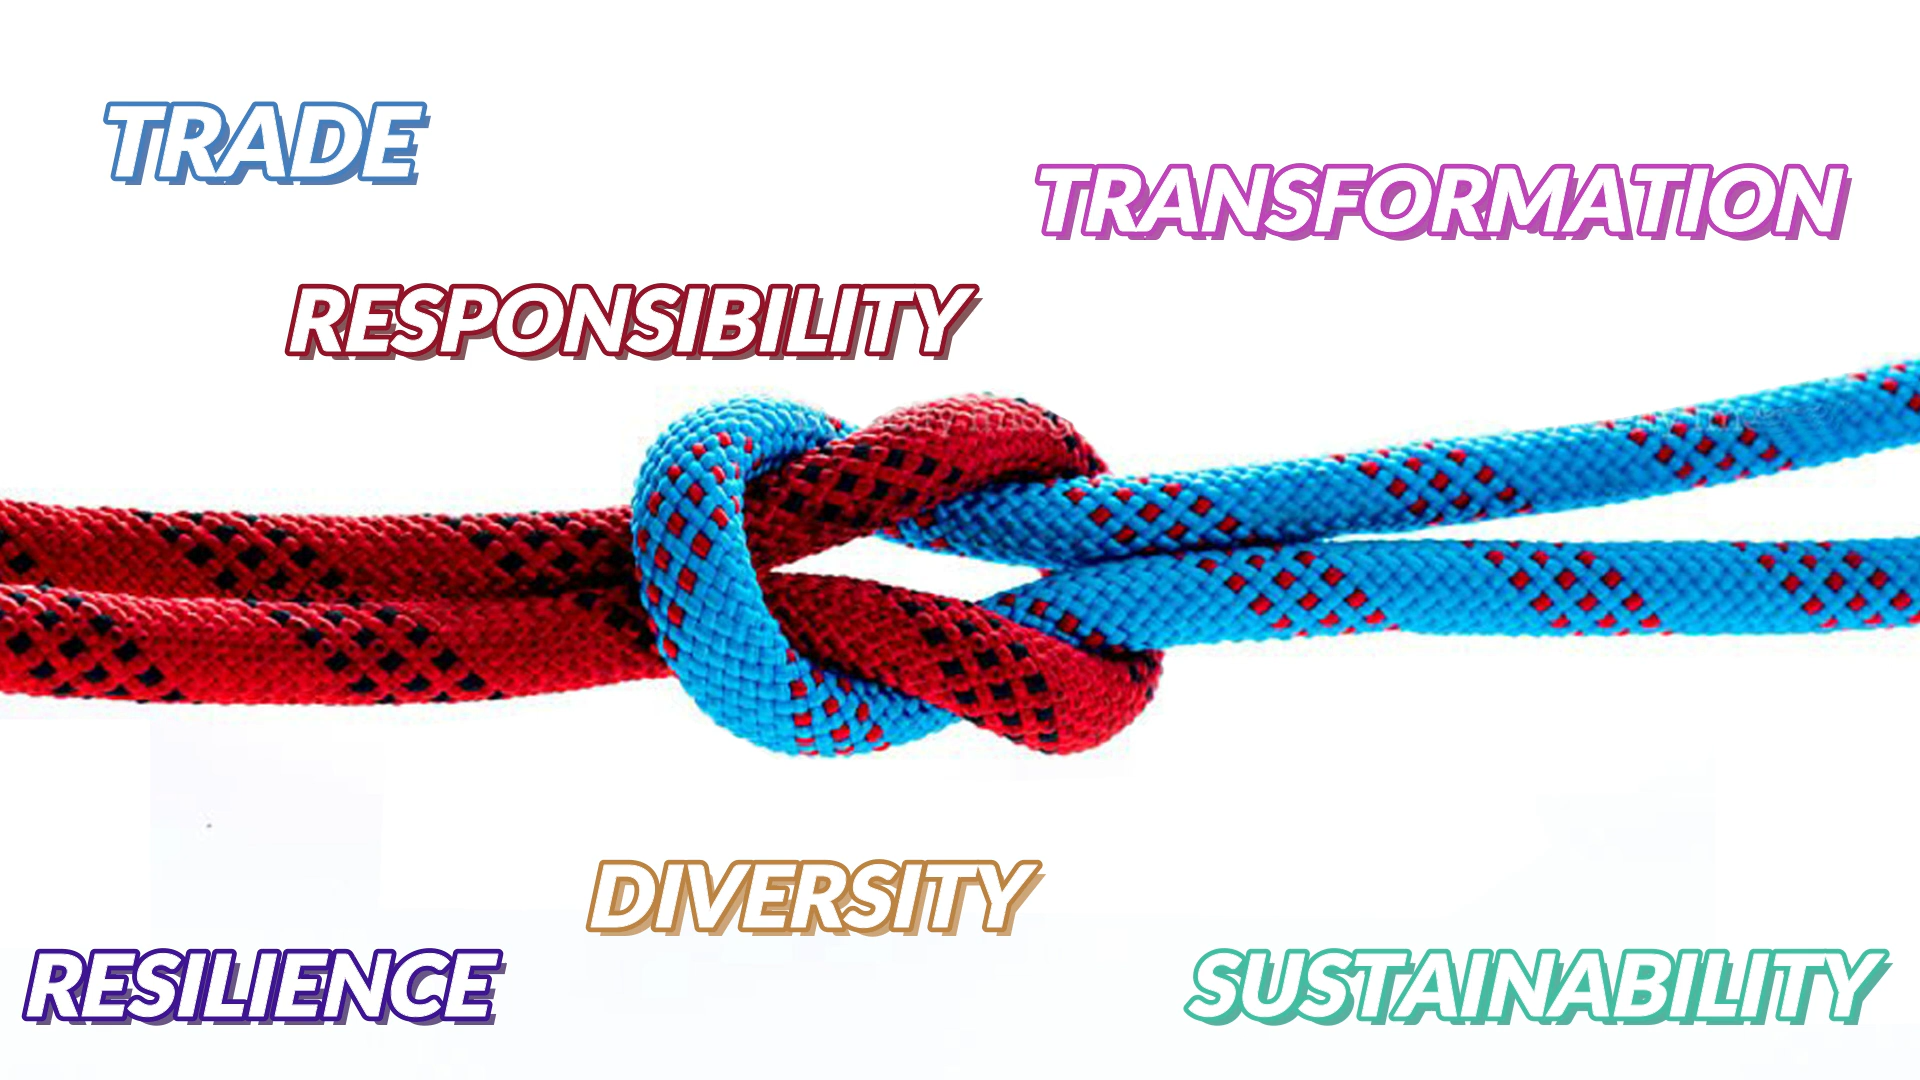 TRADE
TRANSFORMATION
RESPONSIBILITY
DIVERSITY
RESILIENCE
SUSTAINABILITY